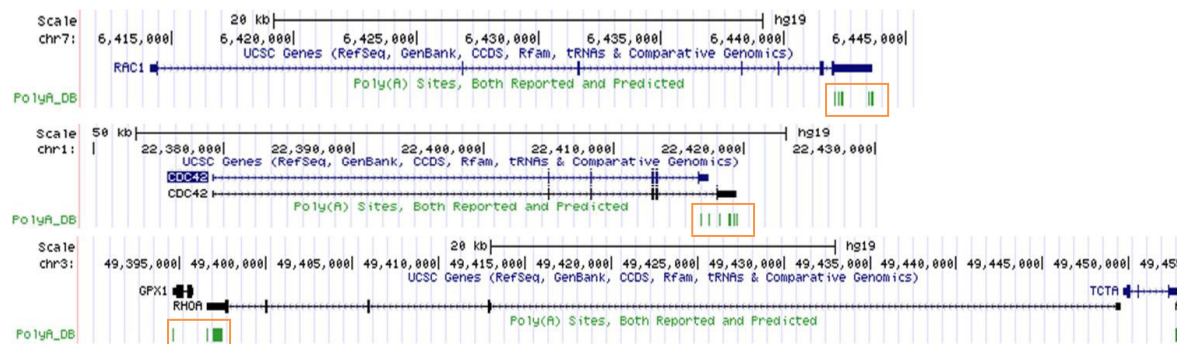 Scale 20 kb hg19
chr7: 6,415,000 6,420,000 6,425,000 6,430,000 6,435,000 6,440,000 6,445,000
UCSC Genes (RefSeq, GenBank, CCDS, Rfam, tRNAs & Comparative Genomics)
RAC1
Poly(A) Sites, Both Reported and Predicted
PolyA_DB
Scale 50 kb hg19
chr1: 22,380,000 22,390,000 22,400,000 22,410,000 22,420,000 22,430,000
UCSC Genes (RefSeq, GenBank, CCDS, Rfam, tRNAs & Comparative Genomics)
CDC42
CDC42
Poly(A) Sites, Both Reported and Predicted
PolyA_DB
Scale 20 kb hg19
chr3: 49,395,000 49,400,000 49,405,000 49,410,000 49,415,000 49,420,000 49,425,000 49,430,000 49,435,000 49,440,000 49,445,000 49,450,000 49,45
UCSC Genes (RefSeq, GenBank, CCDS, Rfam, tRNAs & Comparative Genomics)
GPX1 TCTA
RHOA
Poly(A) Sites, Both Reported and Predicted
PolyA_DB